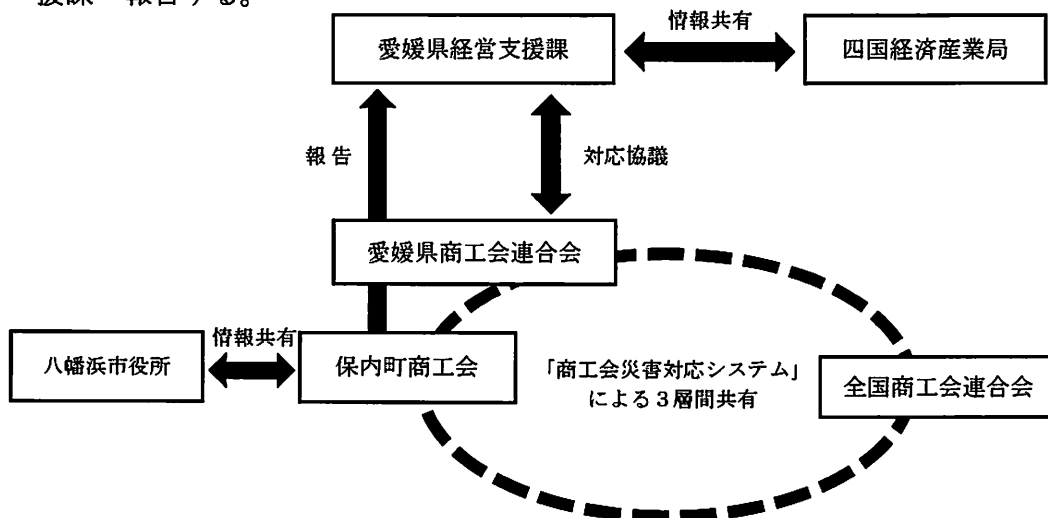 援課へ報告する。
情報共有
愛媛県経営支援課
四国経済産業局
報 告
対応協議
愛媛県商工会連合会
情報共有
八幡浜市役所
保内町商工会
「商工会災害対応システム」
による3層間共有
全国商工会連合会